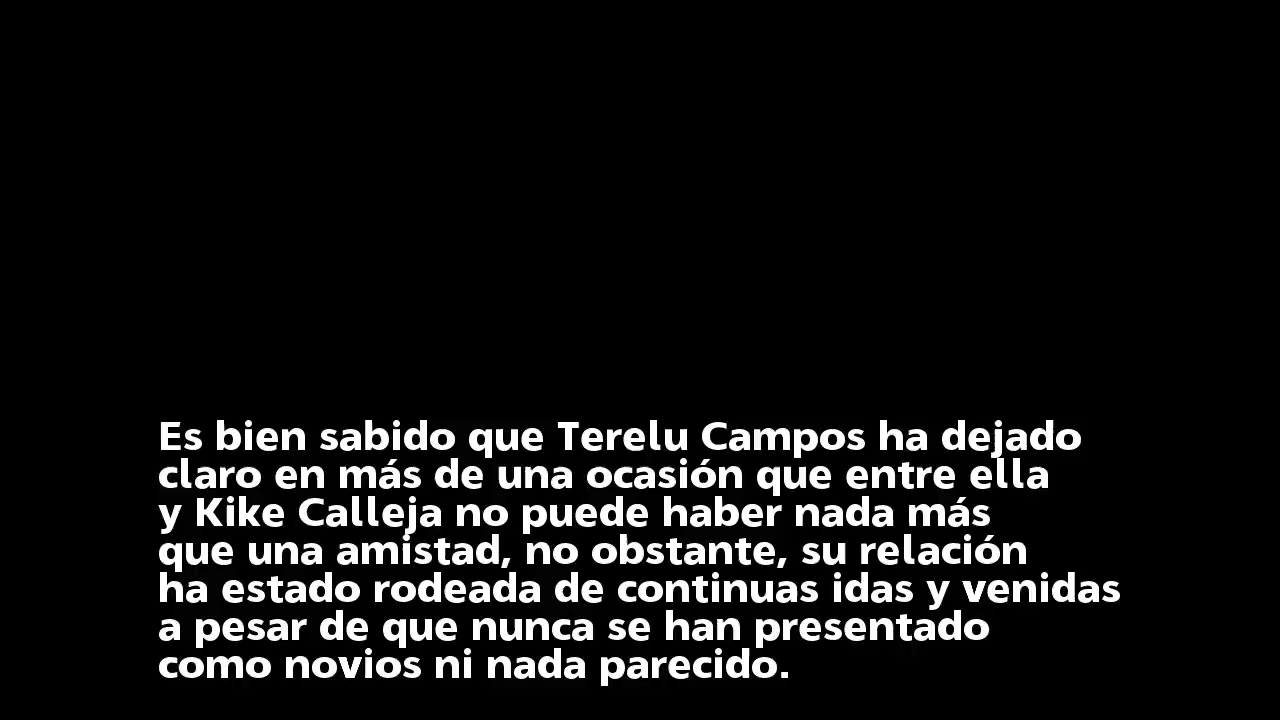 Es bien sabido que Terelu Campos ha dejado
claro en más de una ocasión que entre ella
y Kike Calleja no puede haber nada más
que una amistad, no obstante, su relación
ha estado rodeada de continuas idas y venidas
a pesar de que nunca se han presentado
como novios ni nada parecido.